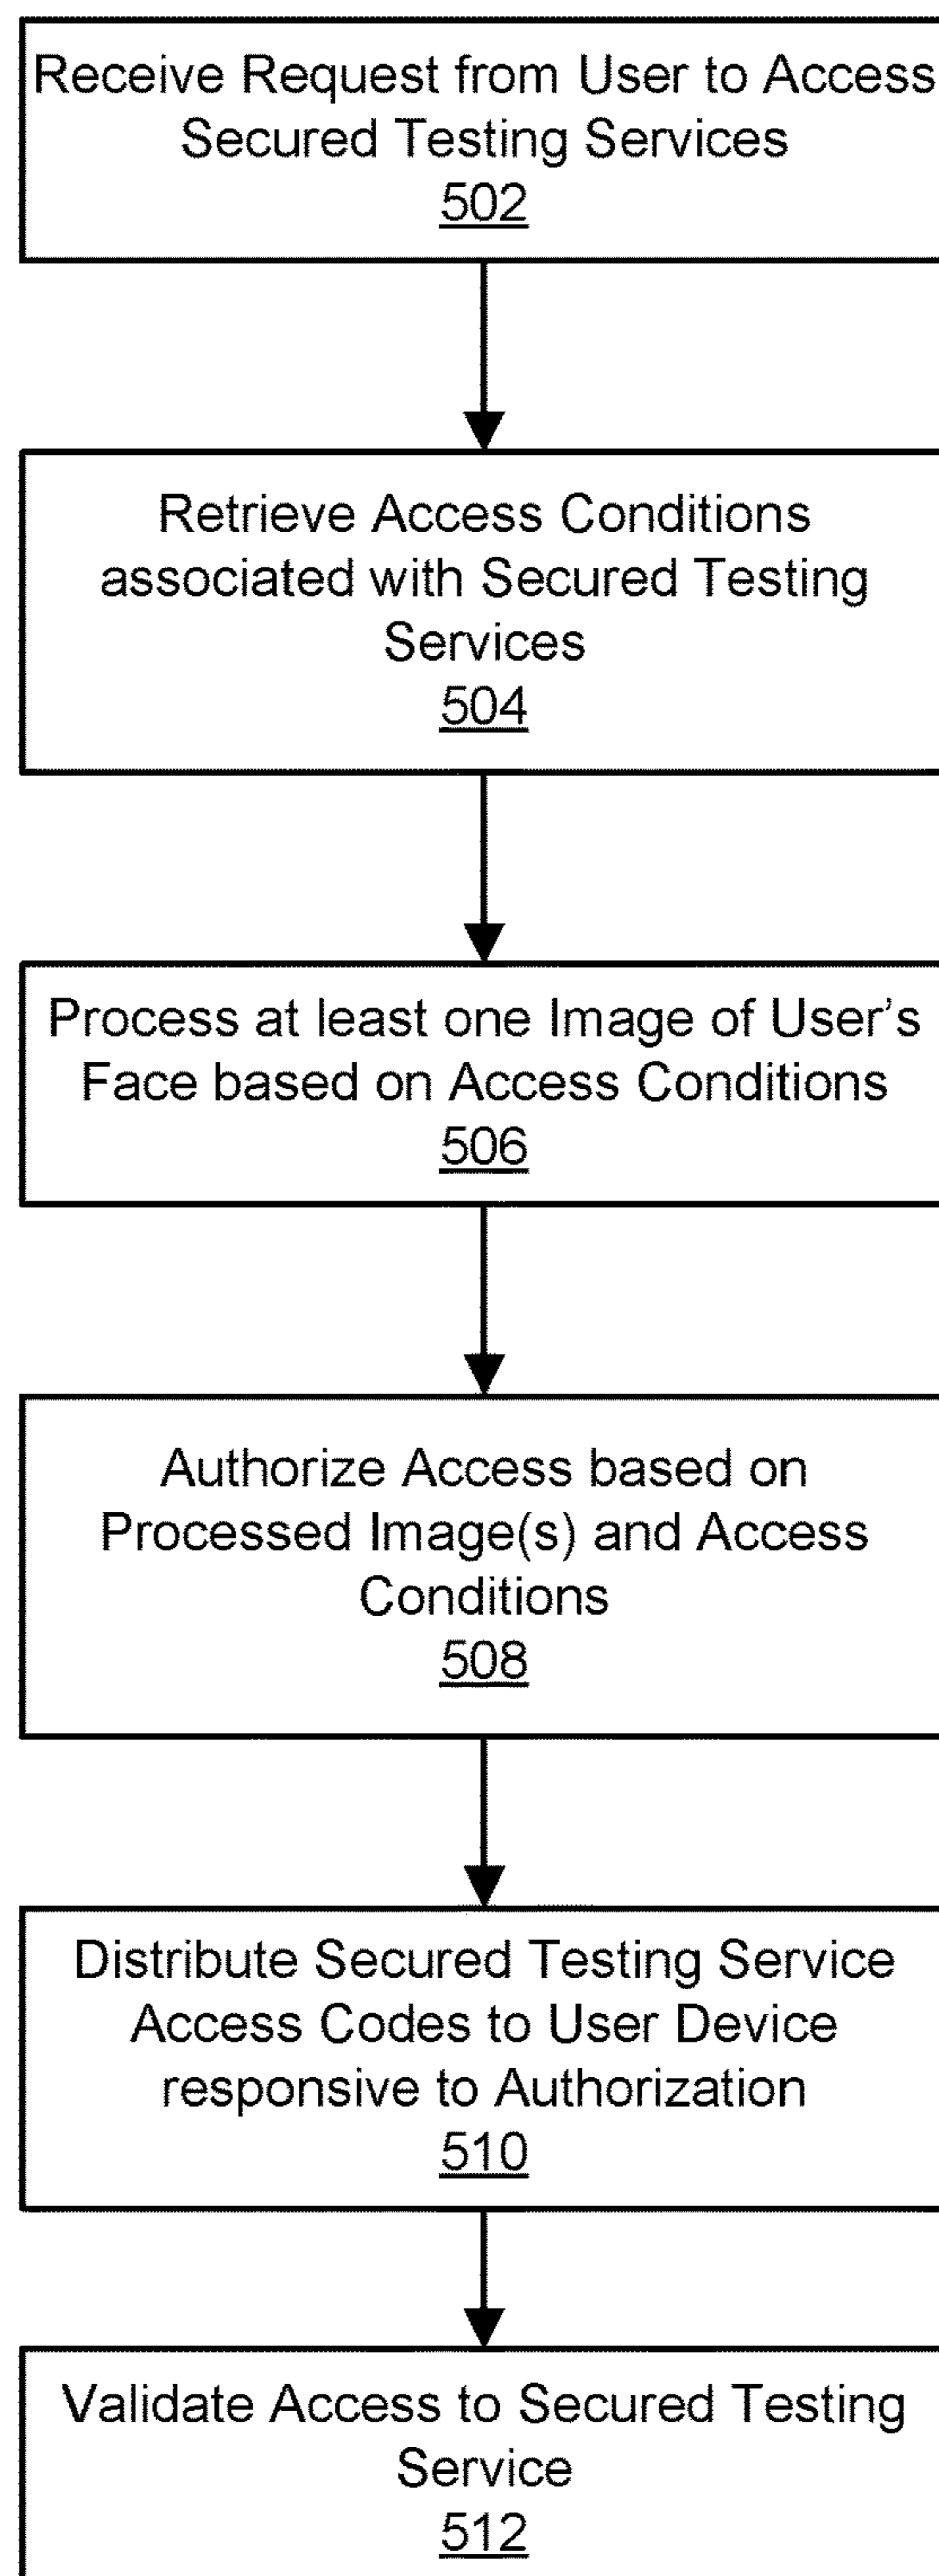 Receive Request from User to Access
Secured Testing Services
502
Retrieve Access Conditions
associated with Secured Testing
Services
504
Process at least one Image of User's
Face based on Access Conditions
506
Authorize Access based on
Processed Image(s) and Access
Conditions
508
Distribute Secured Testing Service
Access Codes to User Device
responsive to Authorization
510
Validate Access to Secured Testing
Service
512